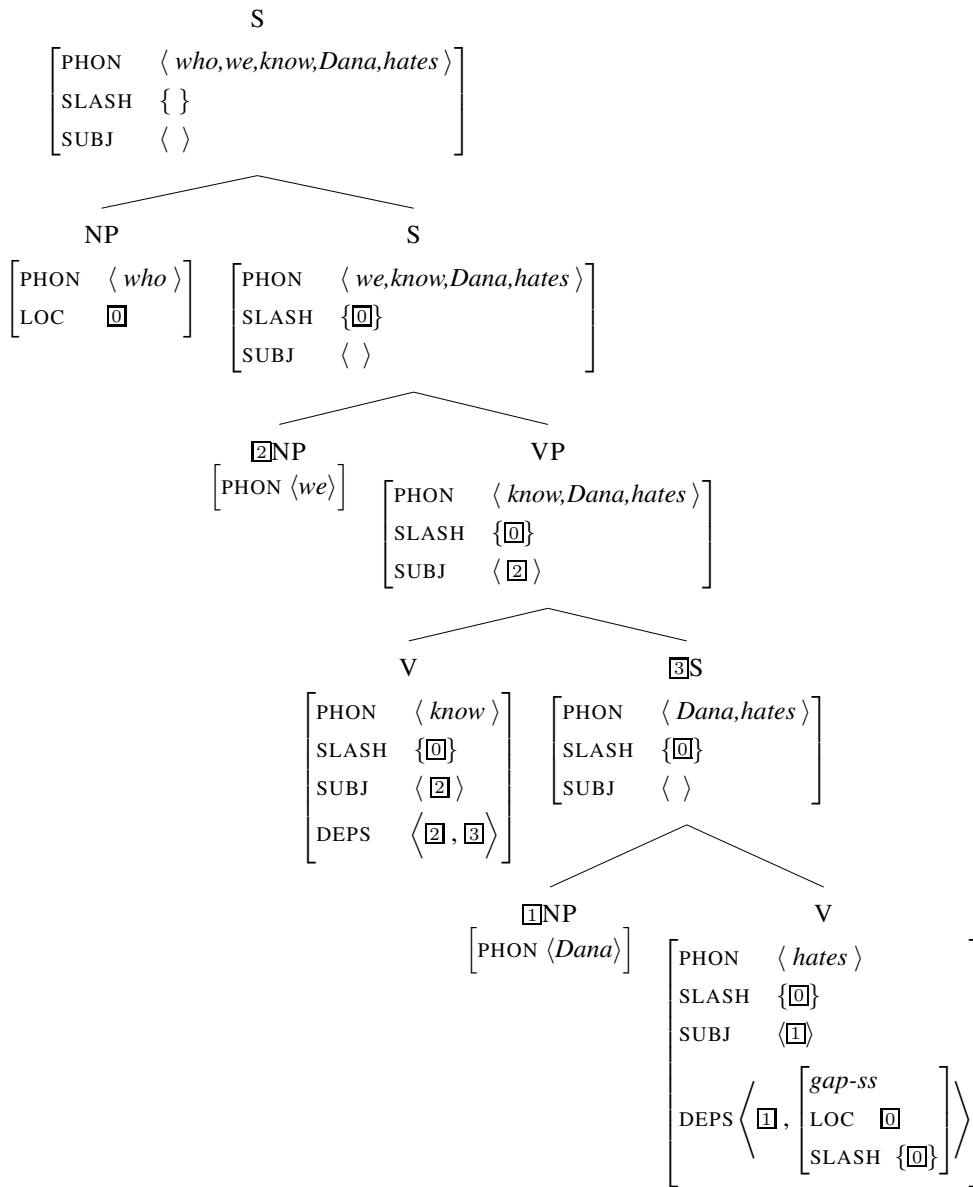 S
PHON ⟨ who,we,know,Dana,hates ⟩
SLASH { }
SUBJ ⟨ ⟩
NP S
PHON ⟨ who ⟩ PHON ⟨ we,know,Dana,hates ⟩
LOC 0 SLASH {0}
SUBJ ⟨ ⟩
2NP VP
[PHON ⟨we⟩] PHON ⟨ know,Dana,hates ⟩
SLASH {0}
SUBJ ⟨ 2 ⟩
V 3S
PHON ⟨ know ⟩ PHON ⟨ Dana,hates ⟩
SLASH {0} SLASH {0}
SUBJ ⟨ 2 ⟩ SUBJ ⟨ ⟩
DEPS ⟨2 , 3⟩
1NP V
[PHON ⟨Dana⟩] PHON ⟨ hates ⟩
SLASH {0}
SUBJ ⟨1⟩
gap-ss
DEPS ⟨ 1 , LOC 0 ⟩
SLASH {0}